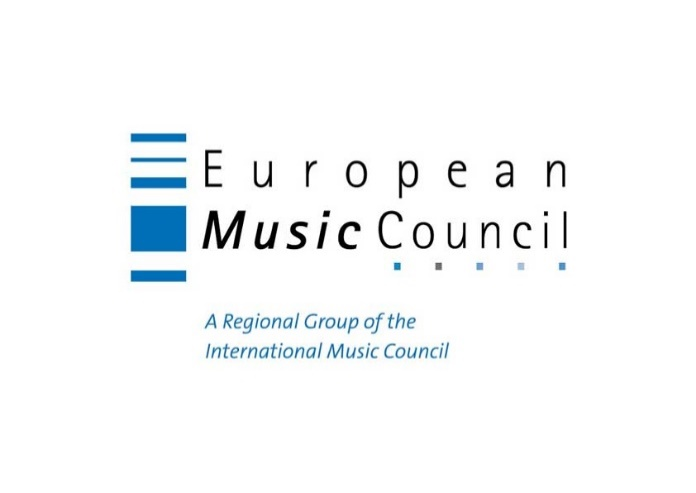 European
Music Council
A Regional Group of the
International Music Council